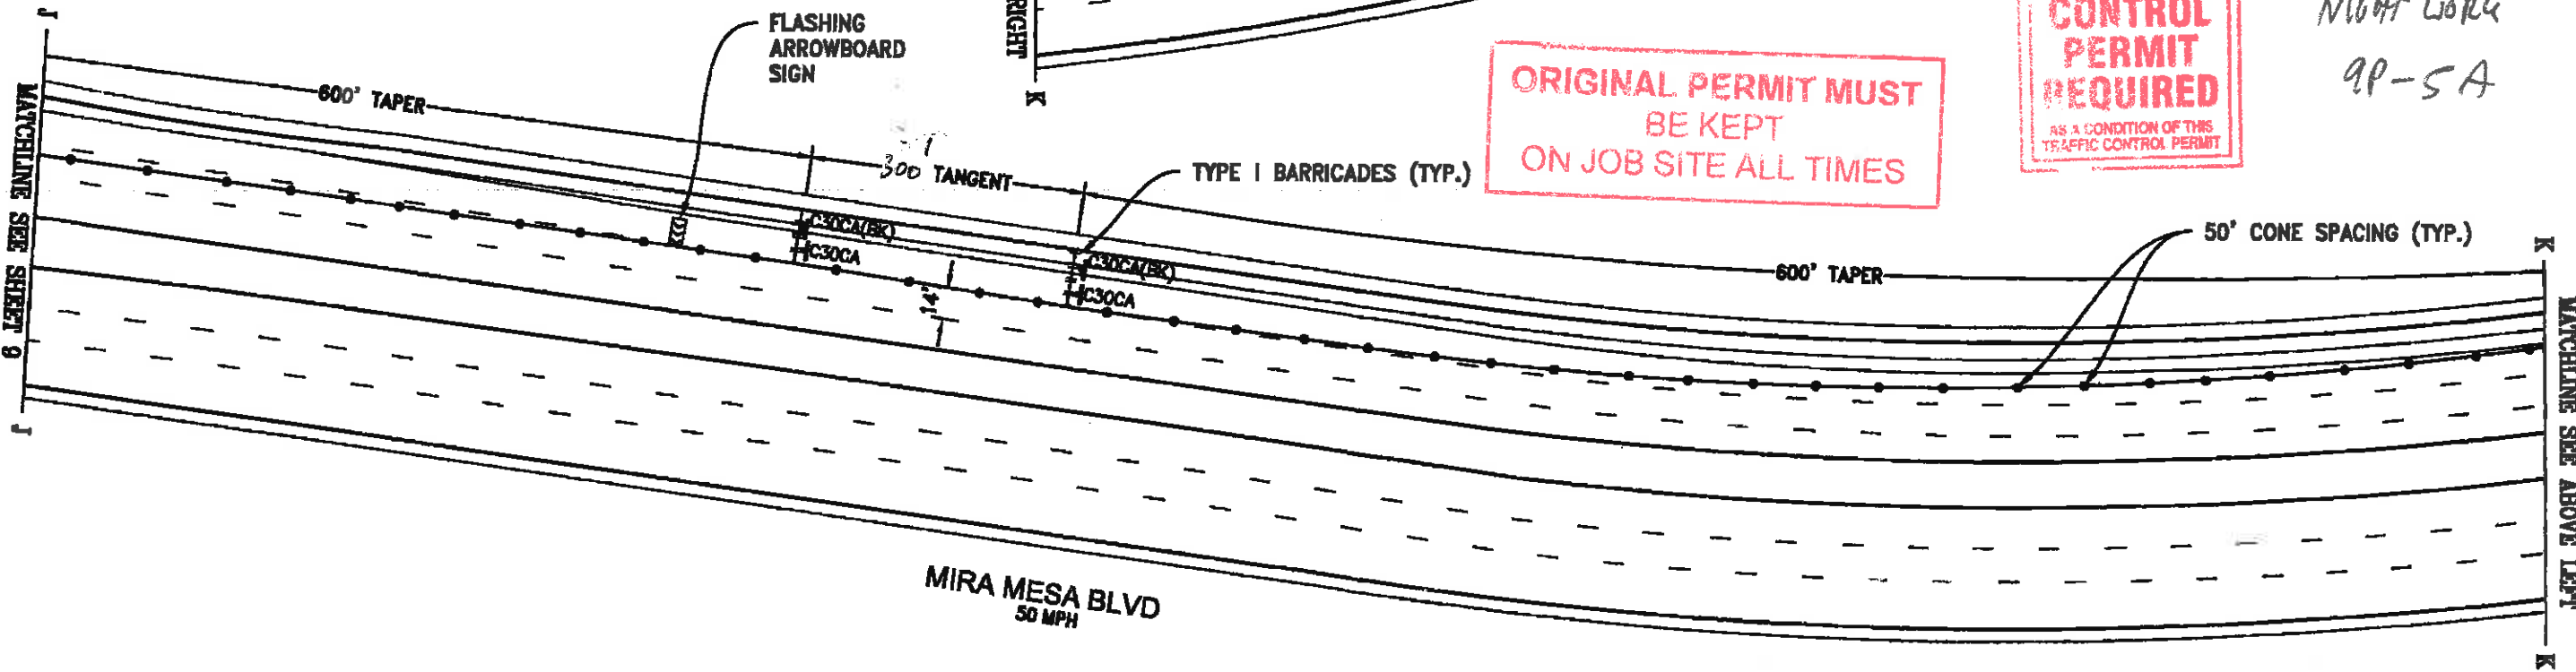 J
FLASHING
ARROWBOARD
SIGN
RIGHT
K
CONTROL
PERMIT
REQUIRED
AS A CONDITION OF THIS
TRAFFIC CONTROL PERMIT
NIGHT WORK
9P-5A
ORIGINAL PERMIT MUST
BE KEPT
ON JOB SITE ALL TIMES
600' TAPER
300' TANGENT
TYPE I BARRICADES (TYP.)
MATCHLINE SEE SHEET 9
J
C30CA(BK)
C30CA
C30CA(BK)
C30CA
14'
600' TAPER
50' CONE SPACING (TYP.)
K
MATCHLINE SEE ABOVE LEFT
K
MIRA MESA BLVD
50 MPH